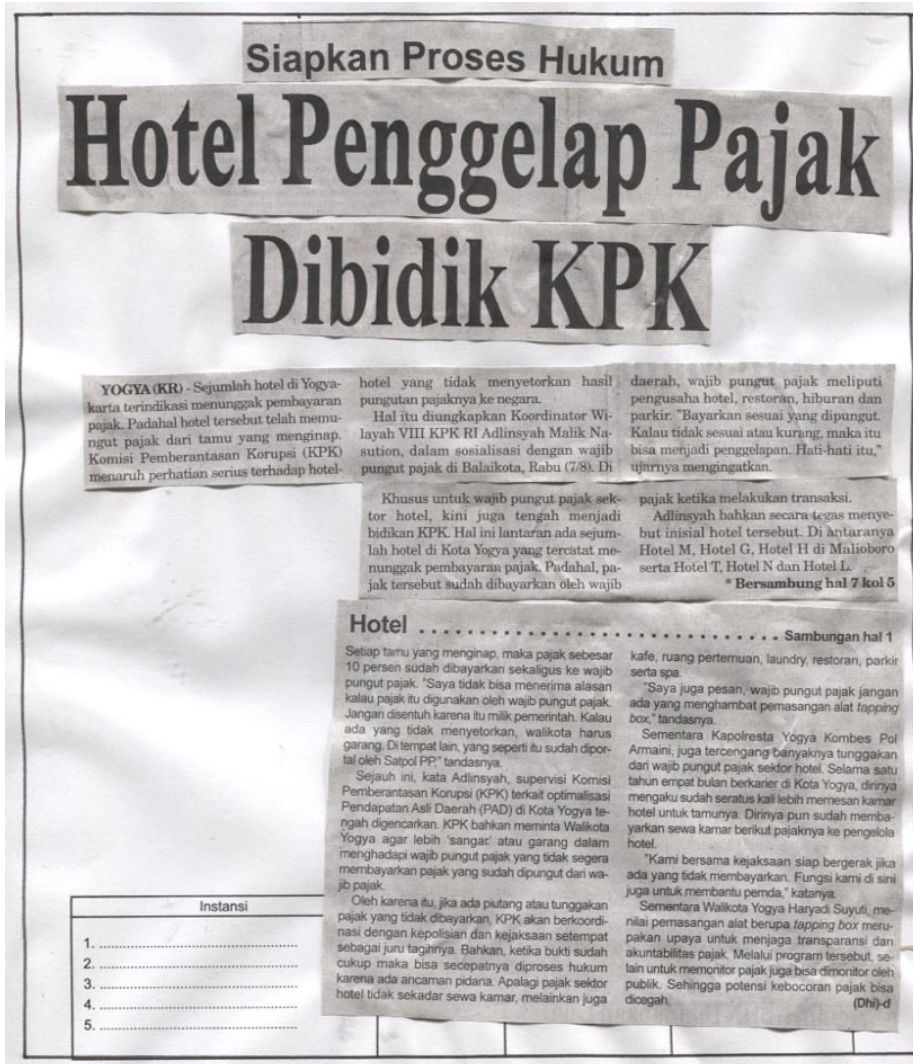 Siapkan Proses Hukum
Hotel Penggelap Pajak
Dibidik KPK
YOGYA (KR) - Sejumlah hotel di Yogya-
karta terindikasi menunggak pembayaran
pajak. Padahal hotel tersebut telah memu-
ngut pajak dari tamu yang menginap.
Komisi Pemberantasan Korupsi (KPK)
menaruh perhatian serius terhadap hotel-
hotel yang tidak menyetorkan hasil
pungutan pajaknya ke negara.
Hal itu diungkapkan Koordinator Wi-
layah VIII KPK RI Adlinsyah Malik Na-
sution, dalam sosialisasi dengan wajib
pungut pajak di Balaikota, Rabu (7/8). Di
daerah, wajib pungut pajak meliputi
pengusaha hotel, restoran, hiburan dan
parkir. "Bayarkan sesuai yang dipungut.
Kalau tidak sesuai atau kurang, maka itu
bisa menjadi penggelapan. Hati-hati itu,"
ujarnya mengingatkan.
Khusus untuk wajib pungut pajak sek-
tor hotel, kini juga tengah menjadi
bidikan KPK. Hal ini lantaran ada sejum-
lah hotel di Kota Yogya yang tercatat me-
nunggak pembayaran pajak. Padahal, pa-
jak tersebut sudah dibayarkan oleh wajib
pajak ketika melakukan transaksi.
Adlinsyah bahkan secara tegas menye-
but inisial hotel tersebut. Di antaranya
Hotel M, Hotel G, Hotel H di Malioboro
serta Hotel T, Hotel N dan Hotel L.
* Bersambung hal 7 kol 5
Hotel . . . . . . . . . . . . . . . . . . . . . . . . . . . . . . Sambungan hal 1
Setiap tamu yang menginap, maka pajak sebesar
10 persen sudah dibayarkan sekaligus ke wajib
pungut pajak. "Saya tidak bisa menerima alasan
kalau pajak itu digunakan oleh wajib pungut pajak.
Jangan disentuh karena itu milik pemerintah. Kalau
ada yang tidak menyetorkan, walikota harus
garang. Di tempat lain, yang seperti itu sudah dipor-
tal oleh Satpol PP," tandasnya.
Sejauh ini, kata Adlinsyah, supervisi Komisi
Pemberantasan Korupsi (KPK) terkait optimalisasi
Pendapatan Asli Daerah (PAD) di Kota Yogya te-
ngah digencarkan. KPK bahkan meminta Walikota
Yogya agar lebih 'sangar' atau garang dalam
menghadapi wajib pungut pajak yang tidak segera
membayarkan pajak yang sudah dipungut dari wa-
jib pajak.
Oleh karena itu, jika ada piutang atau tunggakan
pajak yang tidak dibayarkan, KPK akan berkoordi-
nasi dengan kepolisian dan kejaksaan setempat
sebagai juru tagihnya. Bahkan, ketika bukti sudah
cukup maka bisa secepatnya diproses hukum
karena ada ancaman pidana. Apalagi pajak sektor
hotel tidak sekadar sewa kamar, melainkan juga
kafe, ruang pertemuan, laundry, restoran, parkir
serta spa.
"Saya juga pesan, wajib pungut pajak jangan
ada yang menghambat pemasangan alat tapping
box," tandasnya.
Sementara Kapolresta Yogya Kombes Pol
Armaini, juga tercengang banyaknya tunggakan
dari wajib pungut pajak sektor hotel. Selama satu
tahun empat bulan berkarier di Kota Yogya, dirinya
mengaku sudah seratus kali lebih memesan kamar
hotel untuk tamunya. Dirinya pun sudah memba-
yarkan sewa kamar berikut pajaknya ke pengelola
hotel.
"Kami bersama kejaksaan siap bergerak jika
ada yang tidak membayarkan. Fungsi kami di sini
juga untuk membantu pemda," katanya.
Sementara Walikota Yogya Haryadi Suyuti, me-
nilai pemasangan alat berupa tapping box meru-
pakan upaya untuk menjaga transparansi dan
akuntabilitas pajak. Melalui program tersebut, se-
lain untuk memonitor pajak juga bisa dimonitor oleh
publik. Sehingga potensi kebocoran pajak bisa
dicegah. (Dhi)-d
Instansi
1. ..........................................
2. ..........................................
3. ..........................................
4. ..........................................
5. ..........................................